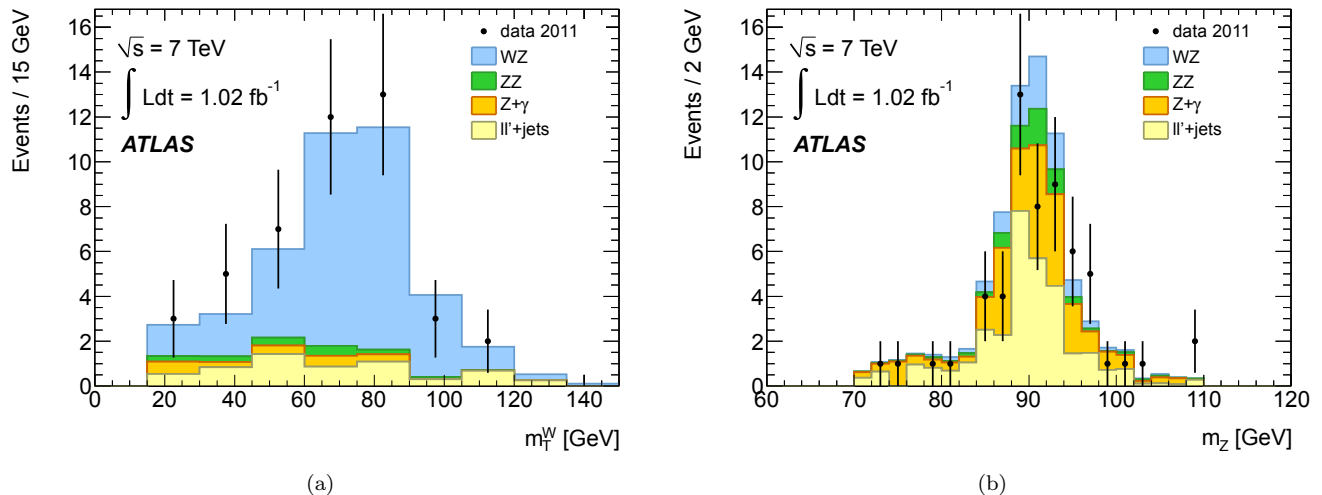 Events / 15 GeV
16
14
12
10
8
6
4
2
0
√s = 7 TeV
∫ Ldt = 1.02 fb⁻¹
ATLAS
data 2011
WZ
ZZ
Z+γ
ll'+jets
0 20 40 60 80 100 120 140
m_T^W [GeV]
(a)
Events / 2 GeV
16
14
12
10
8
6
4
2
0
√s = 7 TeV
∫ Ldt = 1.02 fb⁻¹
ATLAS
data 2011
WZ
ZZ
Z+γ
ll'+jets
60 70 80 90 100 110 120
m_Z [GeV]
(b)